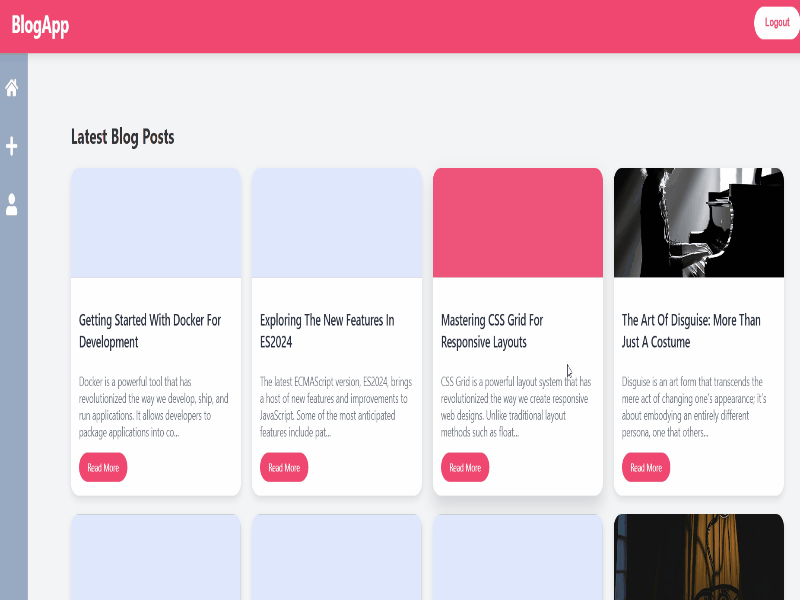 BlogApp
Logout
Latest Blog Posts
Getting Started With Docker For
Development
Docker is a powerful tool that has
revolutionized the way we develop, ship, and
run applications. It allows developers to
package applications into co...
Read More
Exploring The New Features In
ES2024
The latest ECMAScript version, ES2024, brings
a host of new features and improvements to
JavaScript. Some of the most anticipated
features include pat...
Read More
Mastering CSS Grid For
Responsive Layouts
CSS Grid is a powerful layout system that has
revolutionized the way we create responsive
web designs. Unlike traditional layout
methods such as float...
Read More
The Art Of Disguise: More Than
Just A Costume
Disguise is an art form that transcends the
mere act of changing one's appearance; it's
about embodying an entirely different
persona, one that others...
Read More